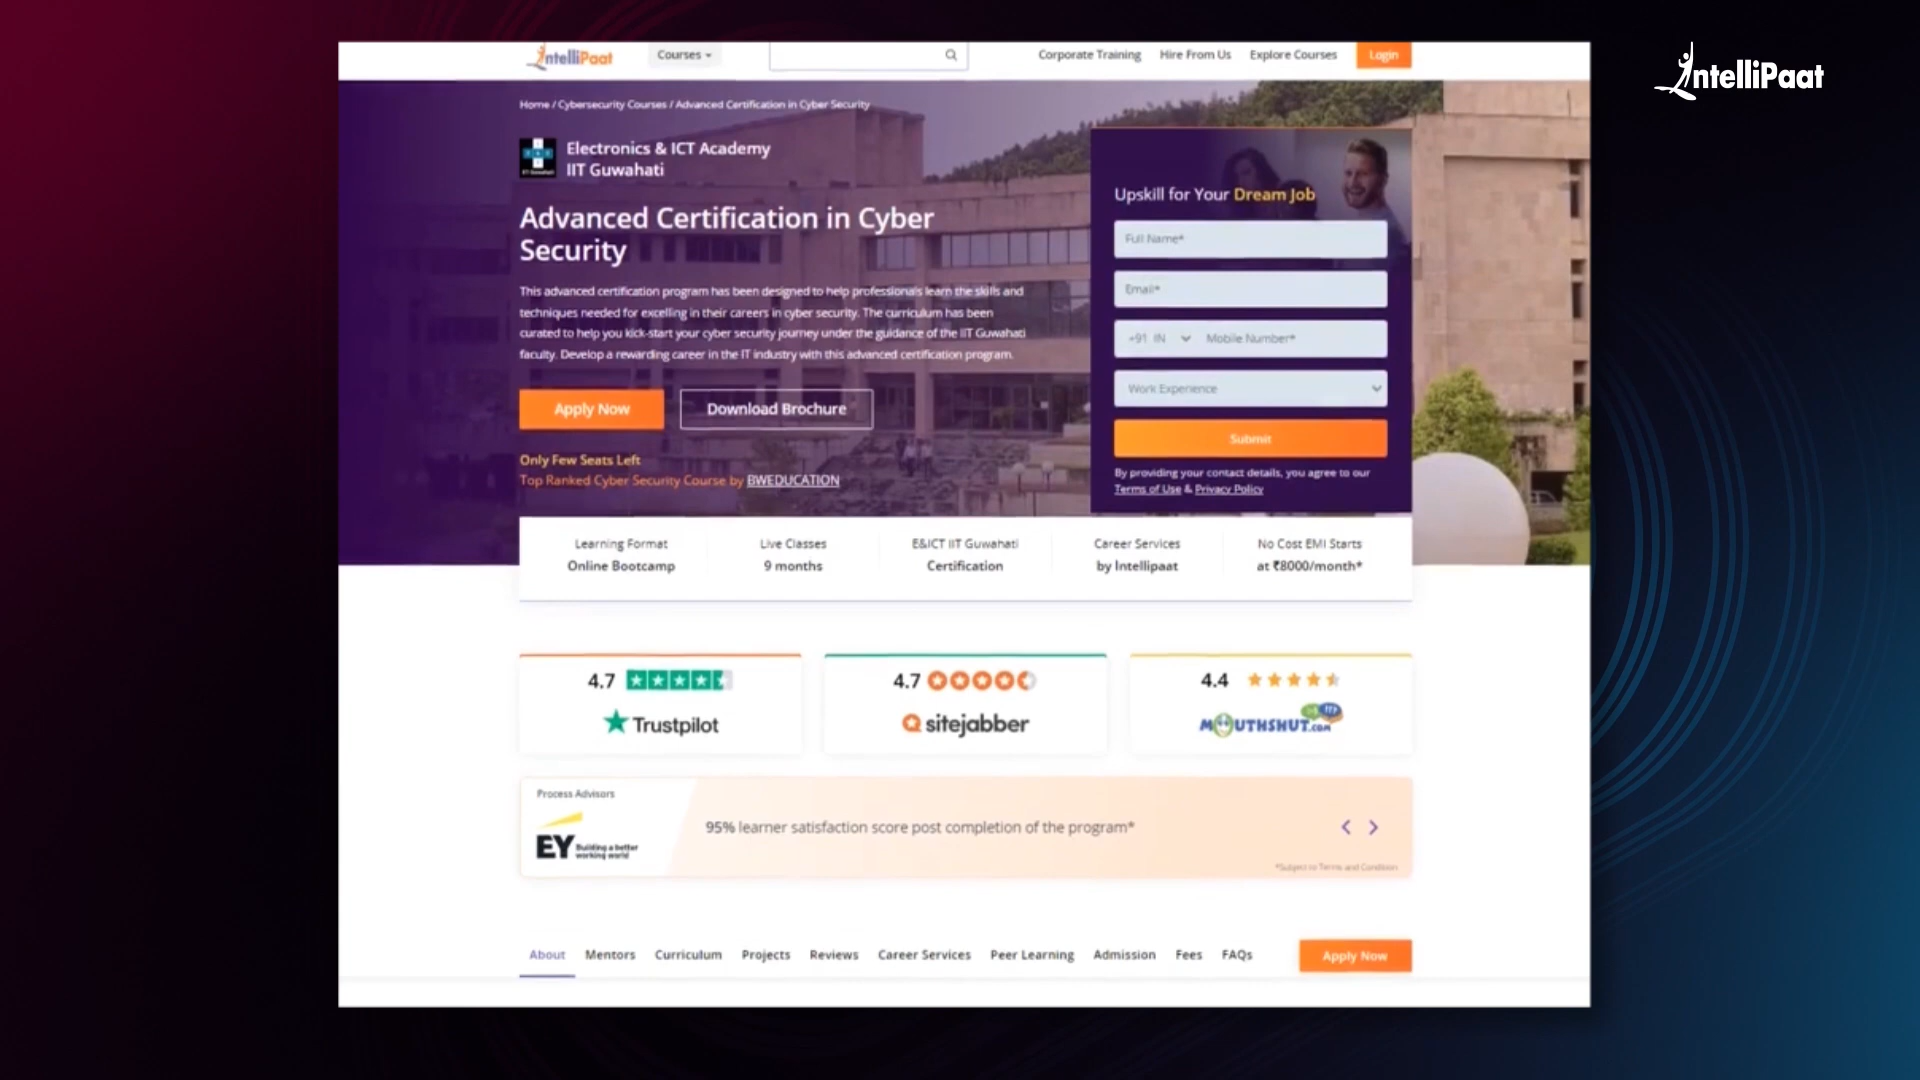 IntelliPaat
Courses
Corporate Training
Hire From Us
Explore Courses
Login
IntelliPaat
Home / Cybersecurity Courses / Advanced Certification in Cyber Security
Electronics & ICT Academy
IIT Guwahati
Advanced Certification in Cyber
Security
This advanced certification program has been designed to help professionals learn the skills and
techniques needed for excelling in their careers in cyber security. The curriculum has been
curated to help you kick-start your cyber security journey under the guidance of the IIT Guwahati
faculty. Develop a rewarding career in the IT industry with this advanced certification program.
Apply Now
Download Brochure
Only Few Seats Left
Top Ranked Cyber Security Course by BWEDUCATION
Upskill for Your Dream Job
Full Name*
Email*
+91 IN Mobile Number*
Work Experience
Submit
By providing your contact details, you agree to our
Terms of Use & Privacy Policy
Learning Format
Online Bootcamp
Live Classes
9 months
E&ICT IIT Guwahati
Certification
Career Services
by Intellipaat
No Cost EMI Starts
at ₹8000/month*
4.7
Trustpilot
4.7
sitejabber
4.4
MOUTHSHUT.COM
Process Advisors
EY Building a better
working world
95% learner satisfaction score post completion of the program*
*Subject to Terms and Condition
About
Mentors
Curriculum
Projects
Reviews
Career Services
Peer Learning
Admission
Fees
FAQs
Apply Now